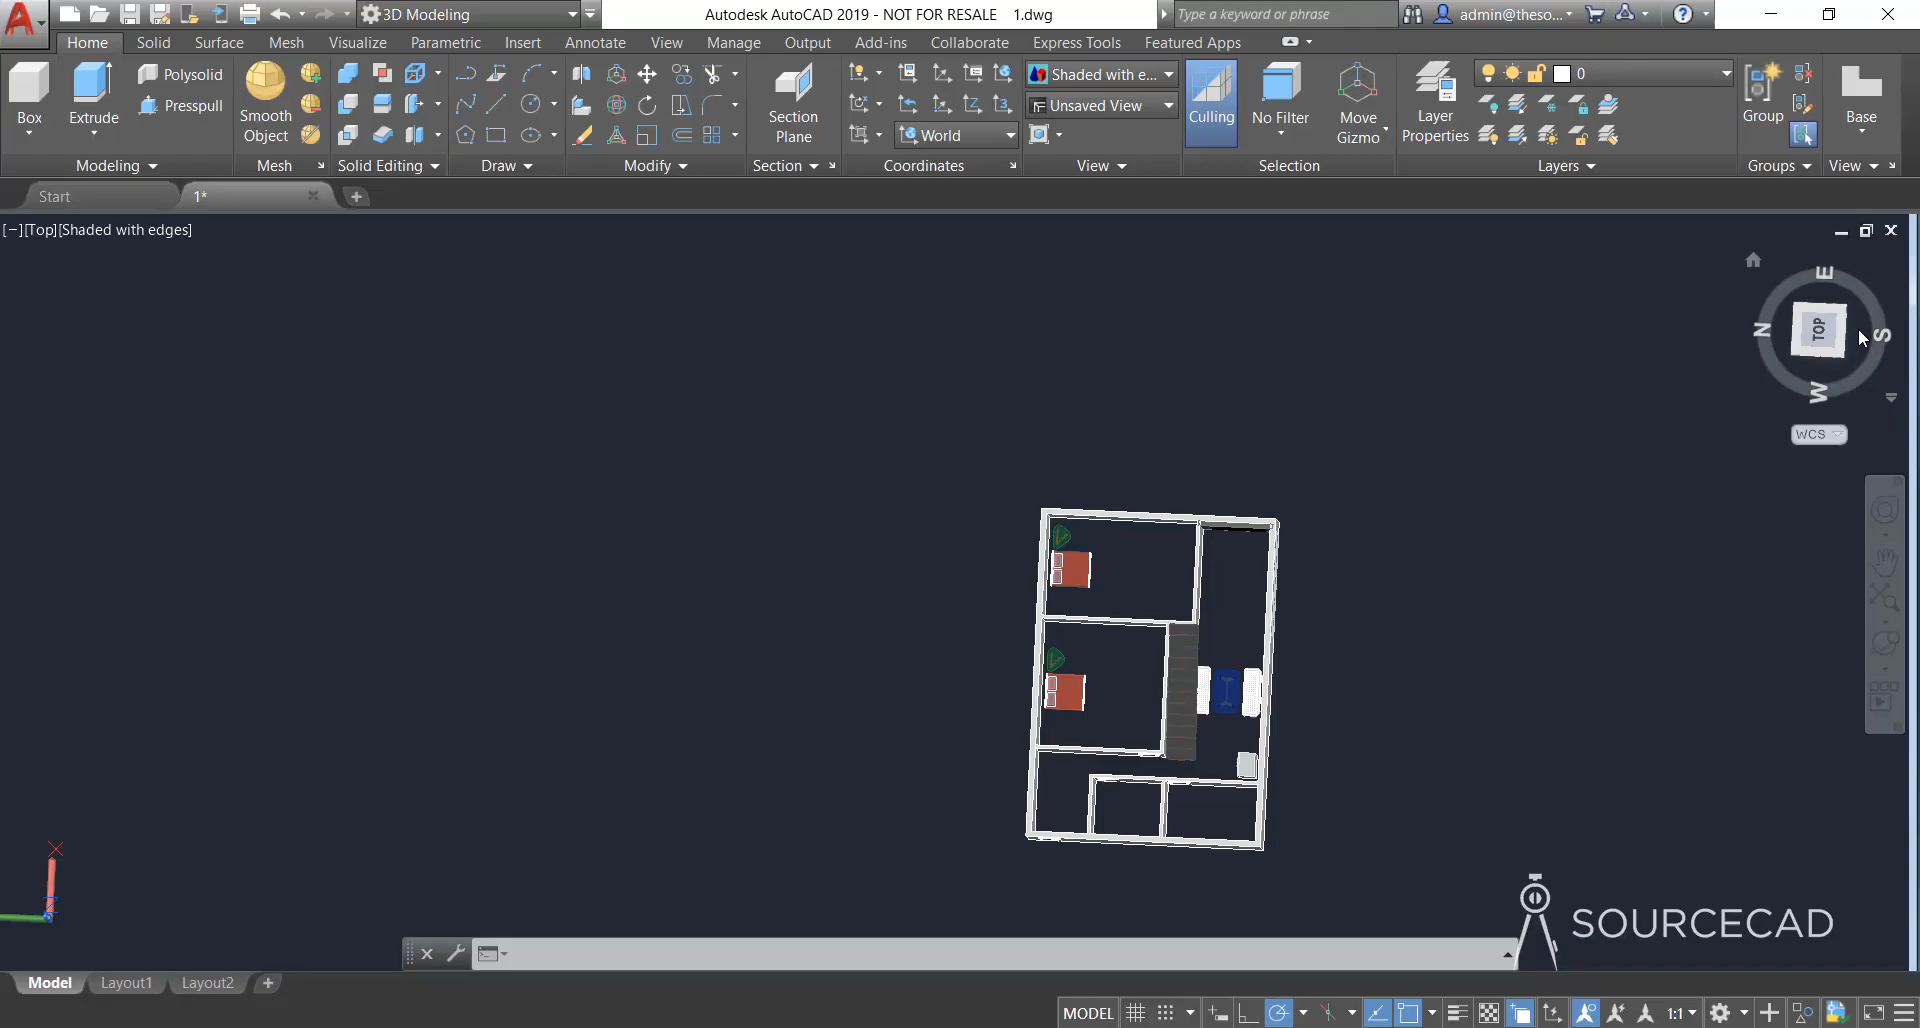 3D Modeling
Autodesk AutoCAD 2019 - NOT FOR RESALE 1.dwg
Type a keyword or phrase
admin@theso...
Home Solid Surface Mesh Visualize Parametric Insert Annotate View Manage Output Add-ins Collaborate Express Tools Featured Apps
Box
Extrude
Polysolid
Presspull
Modeling
Smooth
Object
Mesh
Solid Editing
Draw
Modify
Section
Plane
Section
World
Coordinates
Shaded with e...
Unsaved View
View
Culling
No Filter
Move
Gizmo
Selection
Layer
Properties
0
Layers
Group
Groups
Base
View
Start
1*
[−][Top][Shaded with edges]
E
N
TOP
S
W
WCS
SOURCECAD
Model
Layout1
Layout2
MODEL
1:1